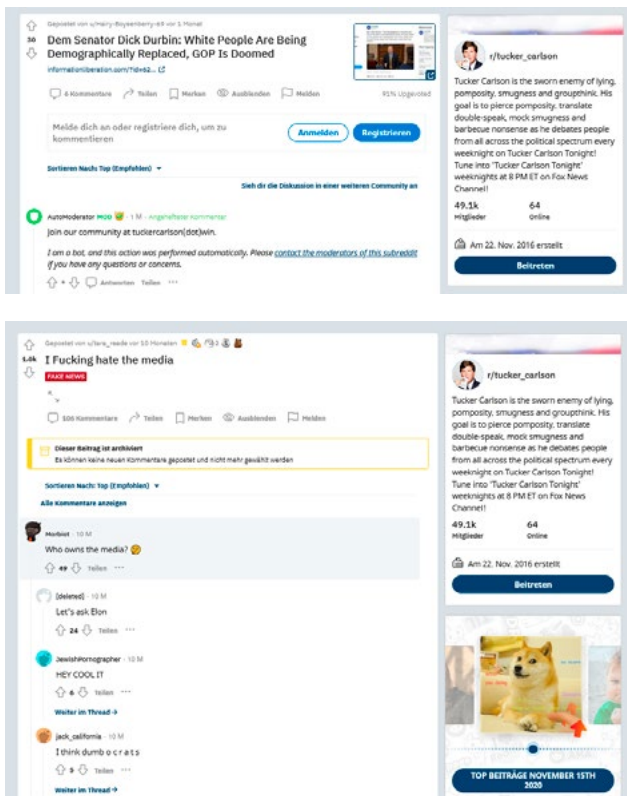 Gepostet von u/mairy-Boysenberry-69 vor 1 Monat
36
Dem Senator Dick Durbin: White People Are Being
Demographically Replaced, GOP Is Doomed
informationliberation.com/?id=62...
4 Kommentare Teilen Merken Ausblenden Melden 91% Upgevoted
Melde dich an oder registriere dich, um zu
kommentieren
Anmelden
Registrieren
Sortieren Nach: Top (Empfohlen)
Sieh dir die Diskussion in einer weiteren Community an
AutoModerator MOD · 1 M · Angehefteter Kommentar
Join our community at tuckercarlson[dot]win.
I am a bot, and this action was performed automatically. Please contact the moderators of this subreddit
if you have any questions or concerns.
Antworten Teilen ...
r/tucker_carlson
Tucker Carlson is the sworn enemy of lying,
pomposity, smugness and groupthink. His
goal is to pierce pomposity, translate
double-speak, mock smugness and
barbecue nonsense as he debates people
from all across the political spectrum every
weeknight on Tucker Carlson Tonight!
Tune into 'Tucker Carlson Tonight'
weeknights at 8 PM ET on Fox News
Channel!
49.1k 64
Mitglieder Online
Am 22. Nov. 2016 erstellt
Beitreten
Gepostet von u/tara_reade vor 10 Monaten
1.0k
I Fucking hate the media
FAKE NEWS
106 Kommentare Teilen Merken Ausblenden Melden
Dieser Beitrag ist archiviert
Es können keine neuen Kommentare gepostet und nicht mehr gewählt werden
Sortieren Nach: Top (Empfohlen)
Alle Kommentare anzeigen
Morbiot · 10 M
Who owns the media? 🤔
49 Teilen ...
[deleted] · 10 M
Let's ask Elon
24 Teilen ...
JewishPornographer · 10 M
HEY COOL IT
6 Teilen ...
Weiter im Thread →
jack_california · 10 M
I think dumb o c r a t s
5 Teilen ...
Weiter im Thread →
r/tucker_carlson
Tucker Carlson is the sworn enemy of lying,
pomposity, smugness and groupthink. His
goal is to pierce pomposity, translate
double-speak, mock smugness and
barbecue nonsense as he debates people
from all across the political spectrum every
weeknight on Tucker Carlson Tonight!
Tune into 'Tucker Carlson Tonight'
weeknights at 8 PM ET on Fox News
Channel!
49.1k 64
Mitglieder Online
Am 22. Nov. 2016 erstellt
Beitreten
TOP BEITRÄGE NOVEMBER 15TH
2020